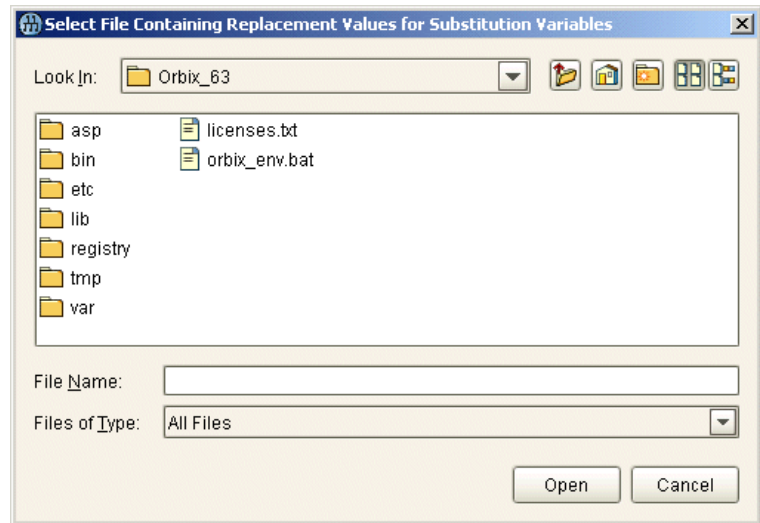 Select File Containing Replacement Values for Substitution Variables
Look In: Orbix_63
asp licenses.txt
bin orbix_env.bat
etc
lib
registry
tmp
var
File Name:
Files of Type: All Files
Open Cancel